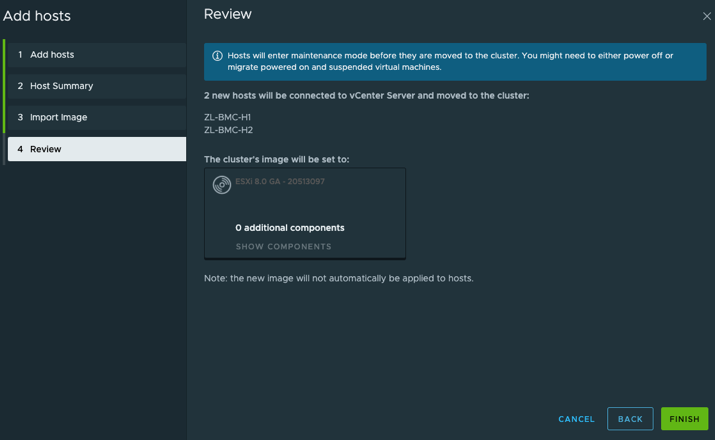 Add hosts
1 Add hosts
2 Host Summary
3 Import Image
4 Review
Review
Hosts will enter maintenance mode before they are moved to the cluster. You might need to either power off or
migrate powered on and suspended virtual machines.
2 new hosts will be connected to vCenter Server and moved to the cluster:
ZL-BMC-H1
ZL-BMC-H2
The cluster's image will be set to:
ESXi 8.0 GA - 20513097
0 additional components
SHOW COMPONENTS
Note: the new image will not automatically be applied to hosts.
CANCEL
BACK
FINISH